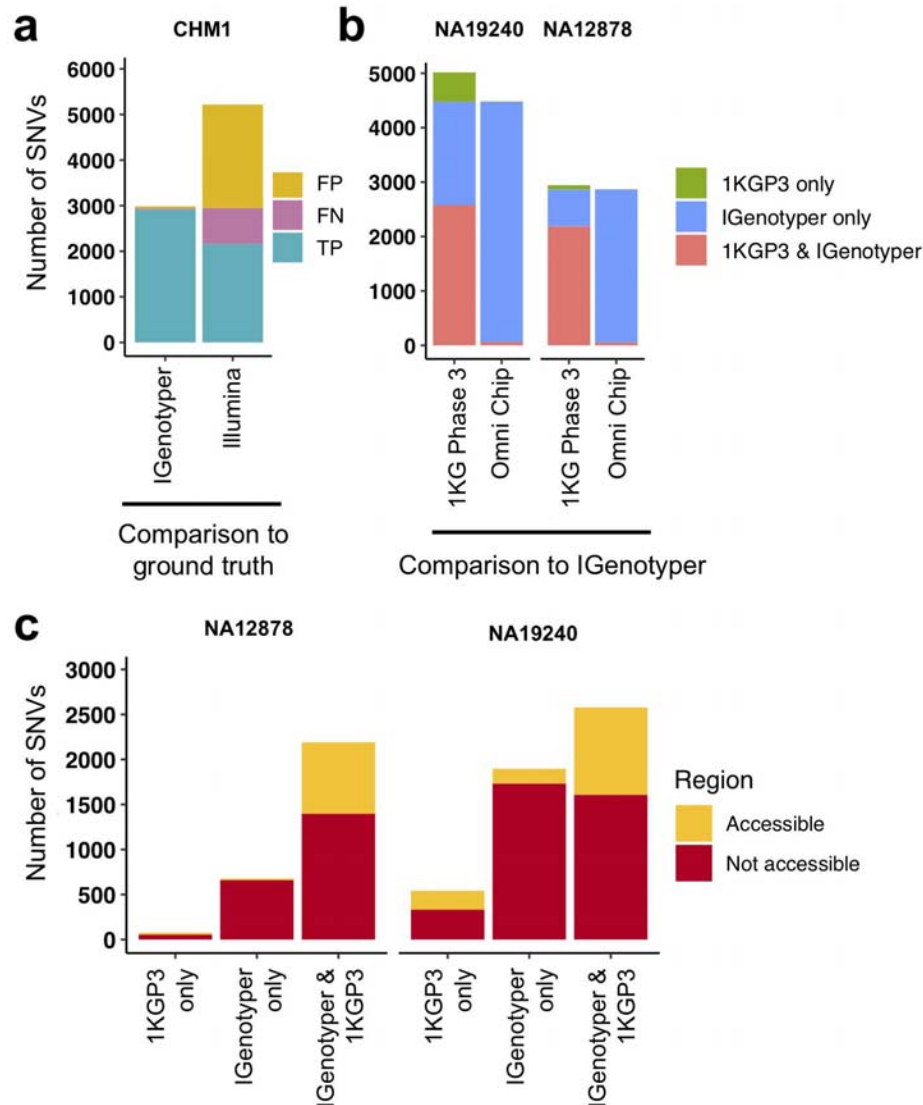 a
CHM1
Number of SNVs
6000
5000
4000
3000
2000
1000
0
FP
FN
TP
IGenotyper
Illumina
Comparison to
ground truth
b
NA19240 NA12878
5000
4000
3000
2000
1000
0
1KGP3 only
IGenotyper only
1KGP3 & IGenotyper
1KG Phase 3
Omni Chip
1KG Phase 3
Omni Chip
Comparison to IGenotyper
c
NA12878
NA19240
Number of SNVs
3000
2500
2000
1500
1000
500
0
1KGP3
only
IGenotyper
only
IGenotyper &
1KGP3
1KGP3
only
IGenotyper
only
IGenotyper &
1KGP3
Region
Accessible
Not accessible